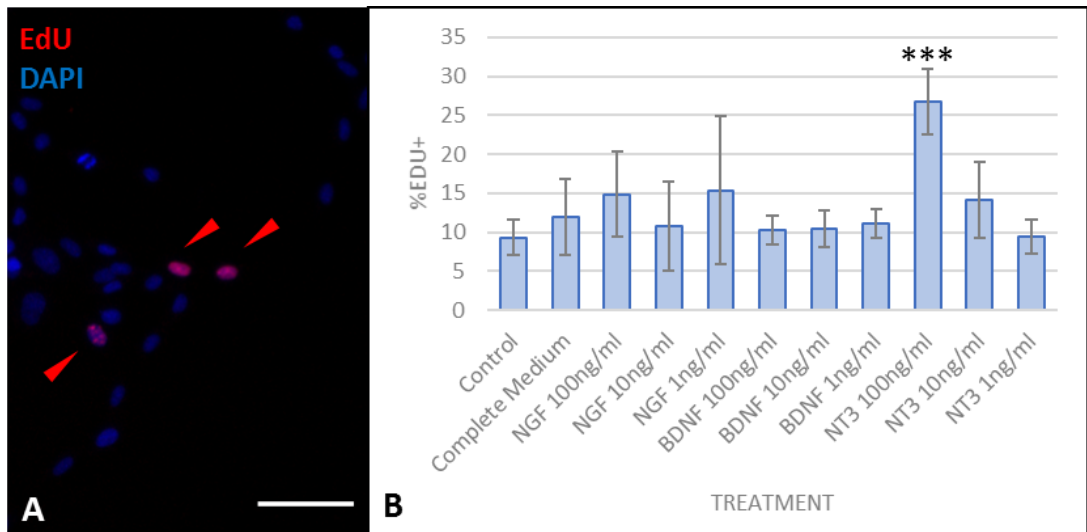 EdU
DAPI
A
B
%EDU+
35
30
25
20
15
10
5
0
***
Control
Complete Medium
NGF 100ng/ml
NGF 10ng/ml
NGF 1ng/ml
BDNF 100ng/ml
BDNF 10ng/ml
BDNF 1ng/ml
NT3 100ng/ml
NT3 10ng/ml
NT3 1ng/ml
TREATMENT